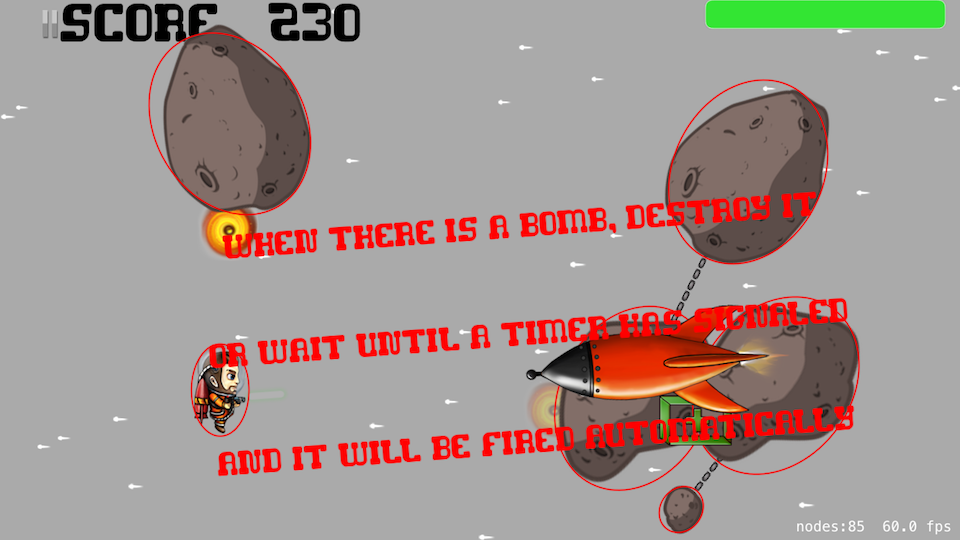 SCORE 230
WHEN THERE IS A BOMB, DESTROY IT
OR WAIT UNTIL A TIMER HAS SIGNALED
AND IT WILL BE FIRED AUTOMATICALLY
nodes:85 60.0 fps